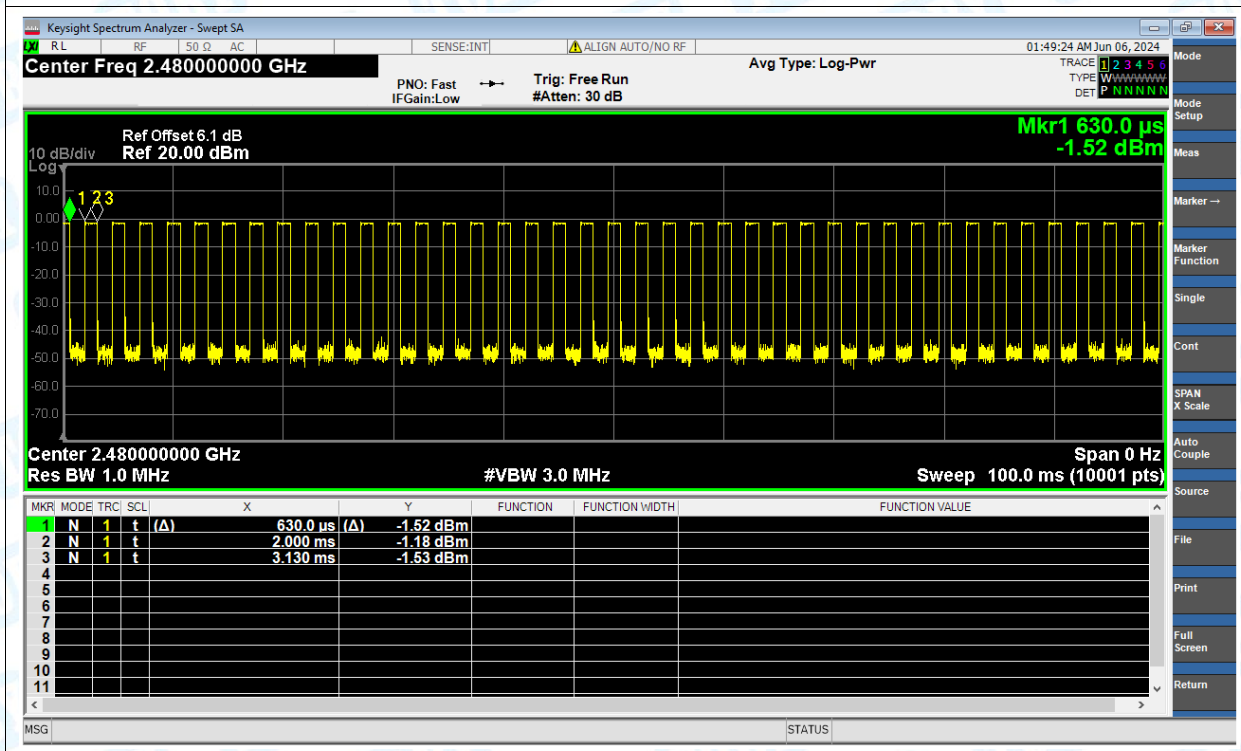 Keysight Spectrum Analyzer - Swept SA
LXI RL RF 50 Ω AC SENSE:INT ALIGN AUTO/NO RF 01:49:24 AM Jun 06, 2024
Center Freq 2.480000000 GHz
PNO: Fast
IFGain:Low
Trig: Free Run
#Atten: 30 dB
Avg Type: Log-Pwr
TRACE 1 2 3 4 5 6
TYPE WWWWWW
DET P N N N N N
Ref Offset 6.1 dB
10 dB/div Ref 20.00 dBm
Log
Mkr1 630.0 µs
-1.52 dBm
10.0
0.00
-10.0
-20.0
-30.0
-40.0
-50.0
-60.0
-70.0
1 2 3
Center 2.480000000 GHz Span 0 Hz
Res BW 1.0 MHz #VBW 3.0 MHz Sweep 100.0 ms (10001 pts)
MKR MODE TRC SCL X Y FUNCTION FUNCTION WIDTH FUNCTION VALUE
1 N 1 t (Δ) 630.0 µs (Δ) -1.52 dBm
2 N 1 t 2.000 ms -1.18 dBm
3 N 1 t 3.130 ms -1.53 dBm
4
5
6
7
8
9
10
11
MSG STATUS
Mode
Mode
Setup
Meas
Marker →
Marker
Function
Single
Cont
SPAN
X Scale
Auto
Couple
Source
File
Print
Full
Screen
Return